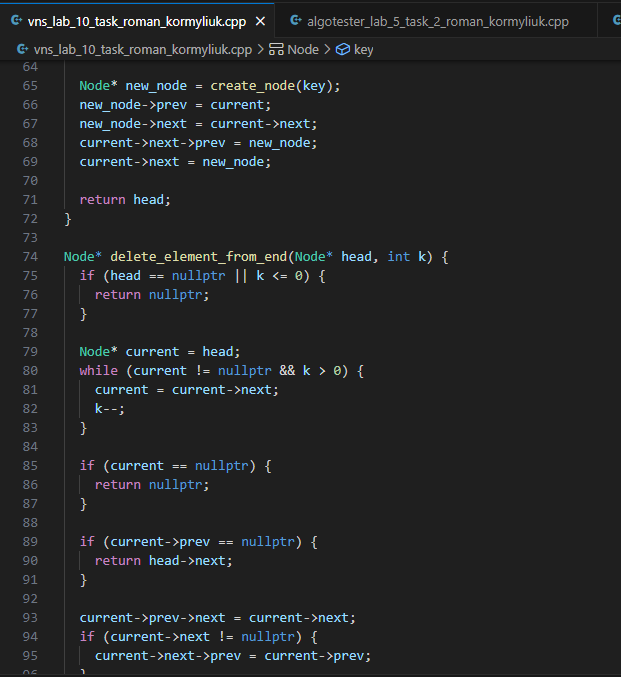 vns_lab_10_task_roman_kormyliuk.cpp algotester_lab_5_task_2_roman_kormyliuk.cpp
vns_lab_10_task_roman_kormyliuk.cpp > Node > key
64
65 Node* new_node = create_node(key);
66 new_node->prev = current;
67 new_node->next = current->next;
68 current->next->prev = new_node;
69 current->next = new_node;
70
71 return head;
72 }
73
74 Node* delete_element_from_end(Node* head, int k) {
75 if (head == nullptr || k <= 0) {
76 return nullptr;
77 }
78
79 Node* current = head;
80 while (current != nullptr && k > 0) {
81 current = current->next;
82 k--;
83 }
84
85 if (current == nullptr) {
86 return nullptr;
87 }
88
89 if (current->prev == nullptr) {
90 return head->next;
91 }
92
93 current->prev->next = current->next;
94 if (current->next != nullptr) {
95 current->next->prev = current->prev;
96 }